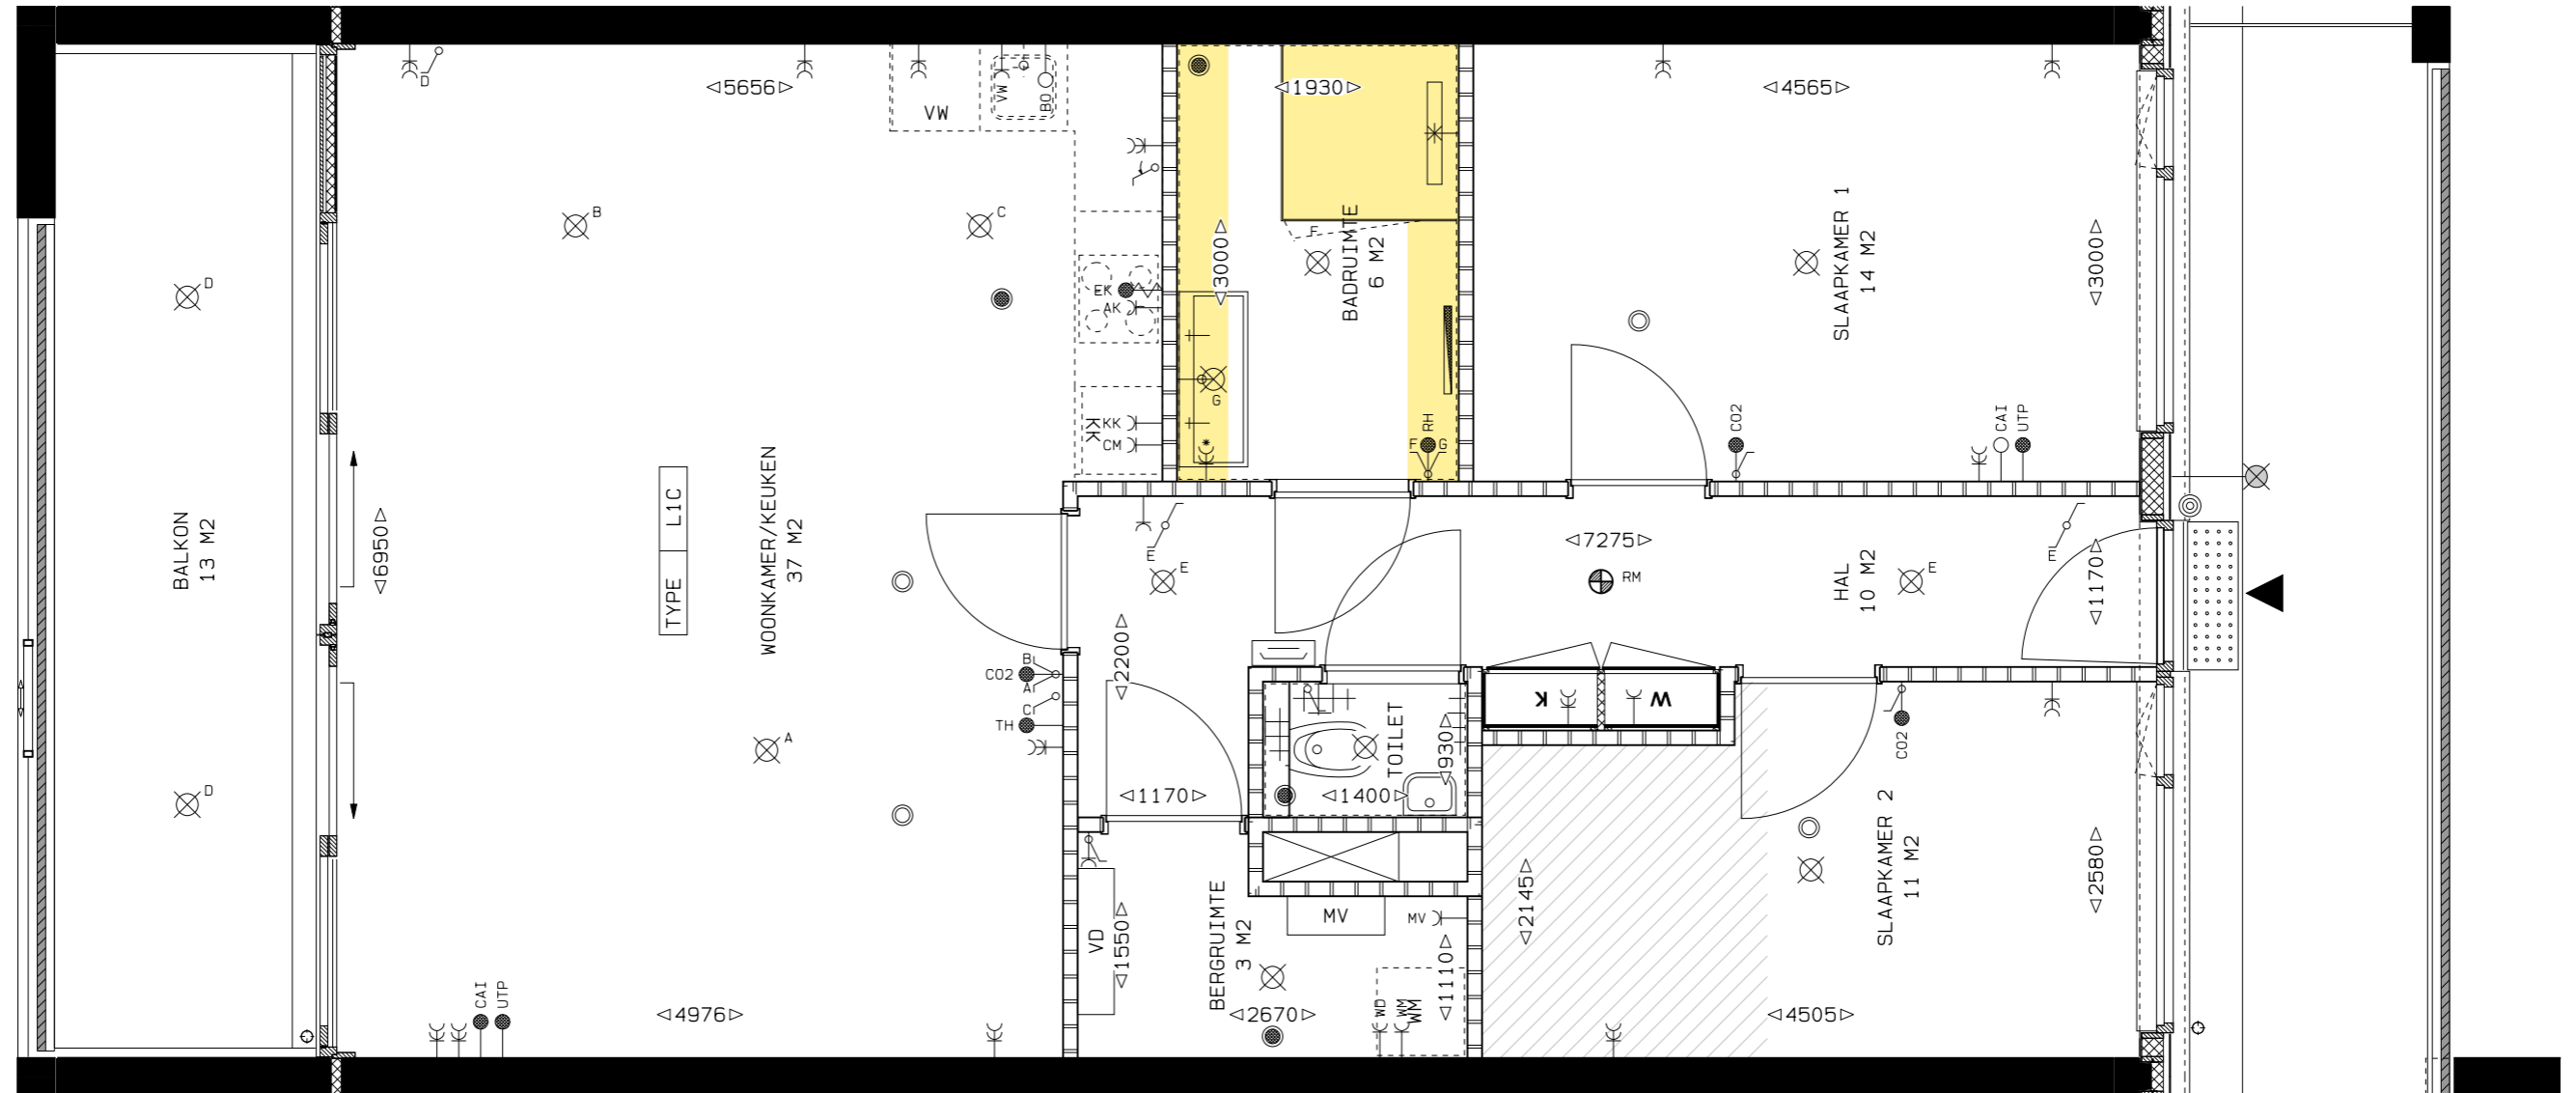 D
VW
VW
BO
5656
1930
4565
B
C
EK
AK
KK
KK
CM
3000
F
BADRUIMTE
6 M2
G
*
RH
F
G
SLAAPKAMER 1
14 M2
3000
CO2
CAI
UTP
D
D
BALKON
13 M2
6950
TYPE
L1C
WOONKAMER/KEUKEN
37 M2
A
E
E
7275
RM
HAL
10 M2
E
E
1170
B
CO2
A
C
TH
2200
1170
TOILET
930
1400
K
W
CO2
VD
1550
BERGRUIMTE
3 M2
MV
MV
1110
2670
WD
WM
WM
2145
SLAAPKAMER 2
11 M2
2580
4505
4976
CAI
UTP